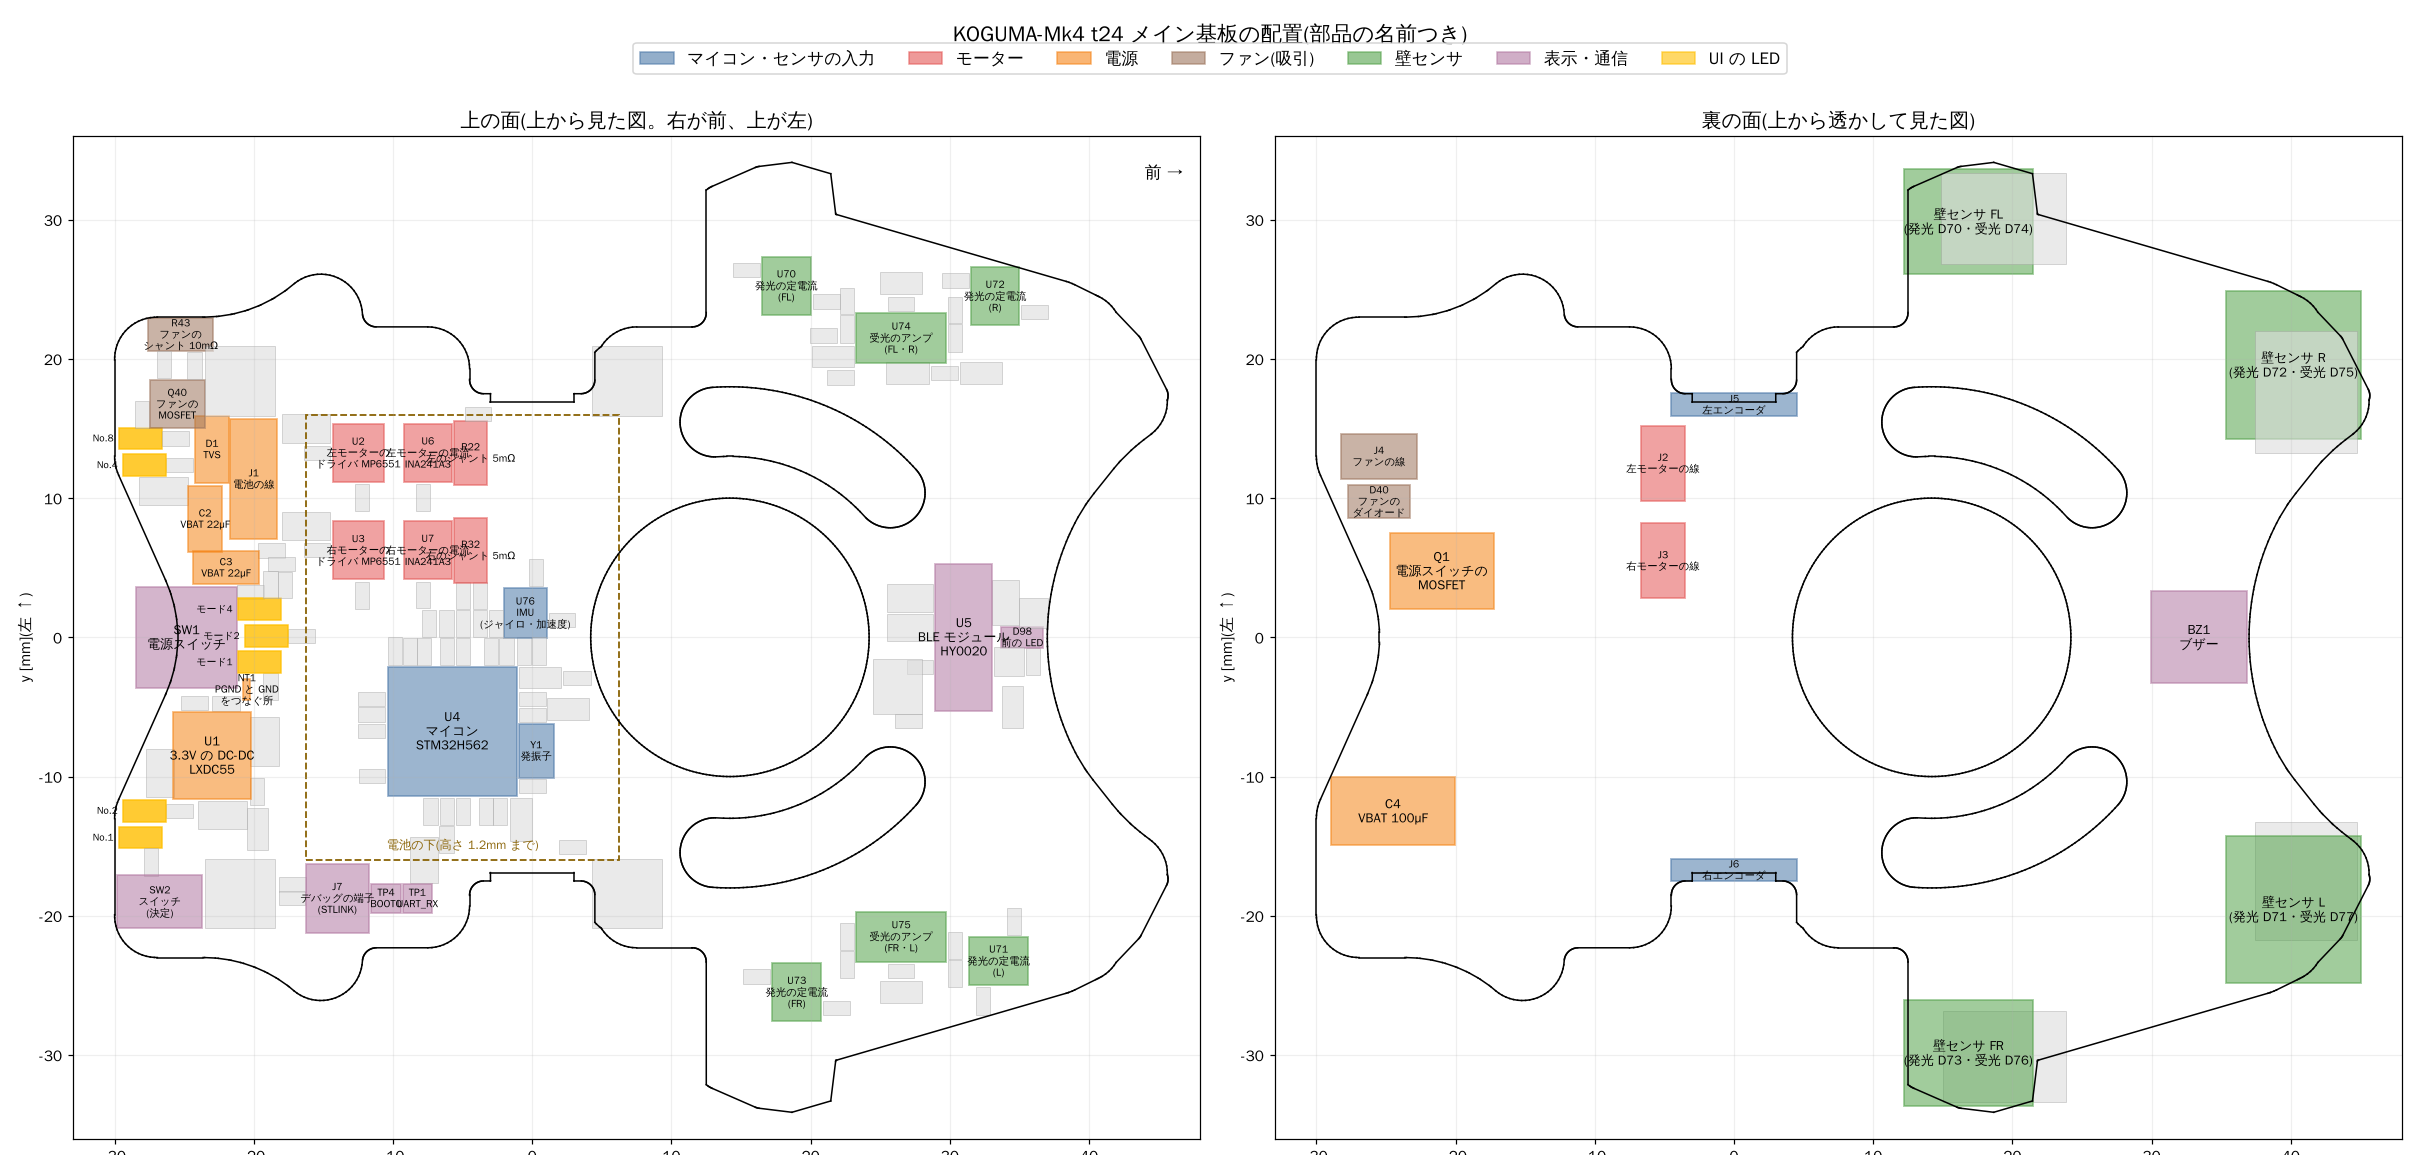 KOGUMA-Mk4 t24 メイン基板の配置(部品の名前つき)
マイコン・センサの入力
モーター
電源
ファン(吸引)
壁センサ
表示・通信
UI の LED
上の面(上から見た図。右が前、上が左)
前 →
y [mm](左 ↑)
30
20
10
0
-10
-20
-30
R43
ファンの
シャント 10mΩ
Q40
ファンの
MOSFET
No.8
No.4
D1
TVS
J1
電池の線
C2
VBAT 22µF
C3
VBAT 22µF
モード4
モード2
モード1
SW1
電源スイッチ
NT1
PGND と GND
をつなぐ所
U1
3.3V の DC-DC
LXDC55
No.2
No.1
SW2
スイッチ
(決定)
J7
デバッグの端子
(STLINK)
TP4
BOOT0
TP1
UART_RX
U2
左モーターの
ドライバ MP6551
U6
左モーターの電流
INA241A3
R22
左のシャント 5mΩ
U3
右モーターの
ドライバ MP6551
U7
右モーターの電流
INA241A3
R32
右のシャント 5mΩ
U76
IMU
(ジャイロ・加速度)
U4
マイコン
STM32H562
Y1
発振子
電池の下(高さ 1.2mm まで)
U70
発光の定電流
(FL)
U72
発光の定電流
(R)
U74
受光のアンプ
(FL・R)
U5
BLE モジュール
HY0020
D98
前の LED
U75
受光のアンプ
(FR・L)
U71
発光の定電流
(L)
U73
発光の定電流
(FR)
裏の面(上から透かして見た図)
y [mm](左 ↑)
30
20
10
0
-10
-20
-30
壁センサ FL
(発光 D70・受光 D74)
壁センサ R
(発光 D72・受光 D75)
J5
左エンコーダ
J4
ファンの線
D40
ファンの
ダイオード
J2
左モーターの線
J3
右モーターの線
Q1
電源スイッチの
MOSFET
BZ1
ブザー
C4
VBAT 100µF
J6
右エンコーダ
壁センサ L
(発光 D71・受光 D77)
壁センサ FR
(発光 D73・受光 D76)